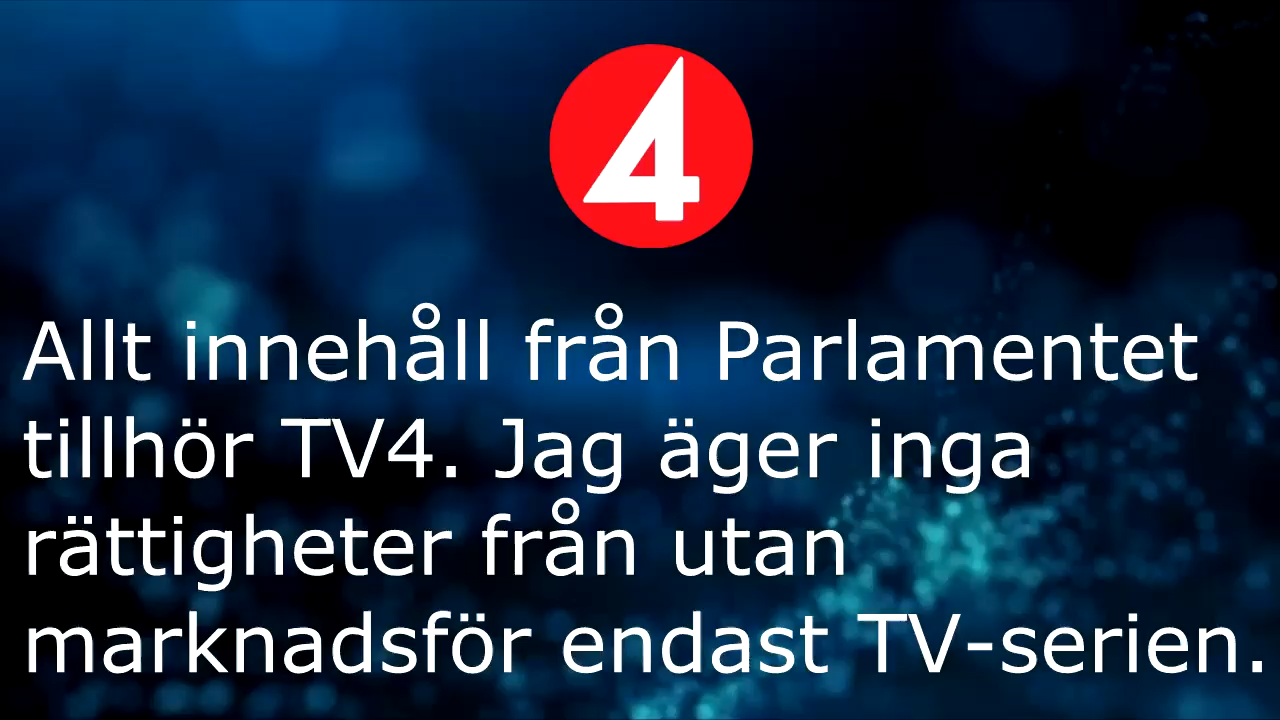 4
Allt innehåll från Parlamentet
tillhör TV4. Jag äger inga
rättigheter från utan
marknadsför endast TV-serien.